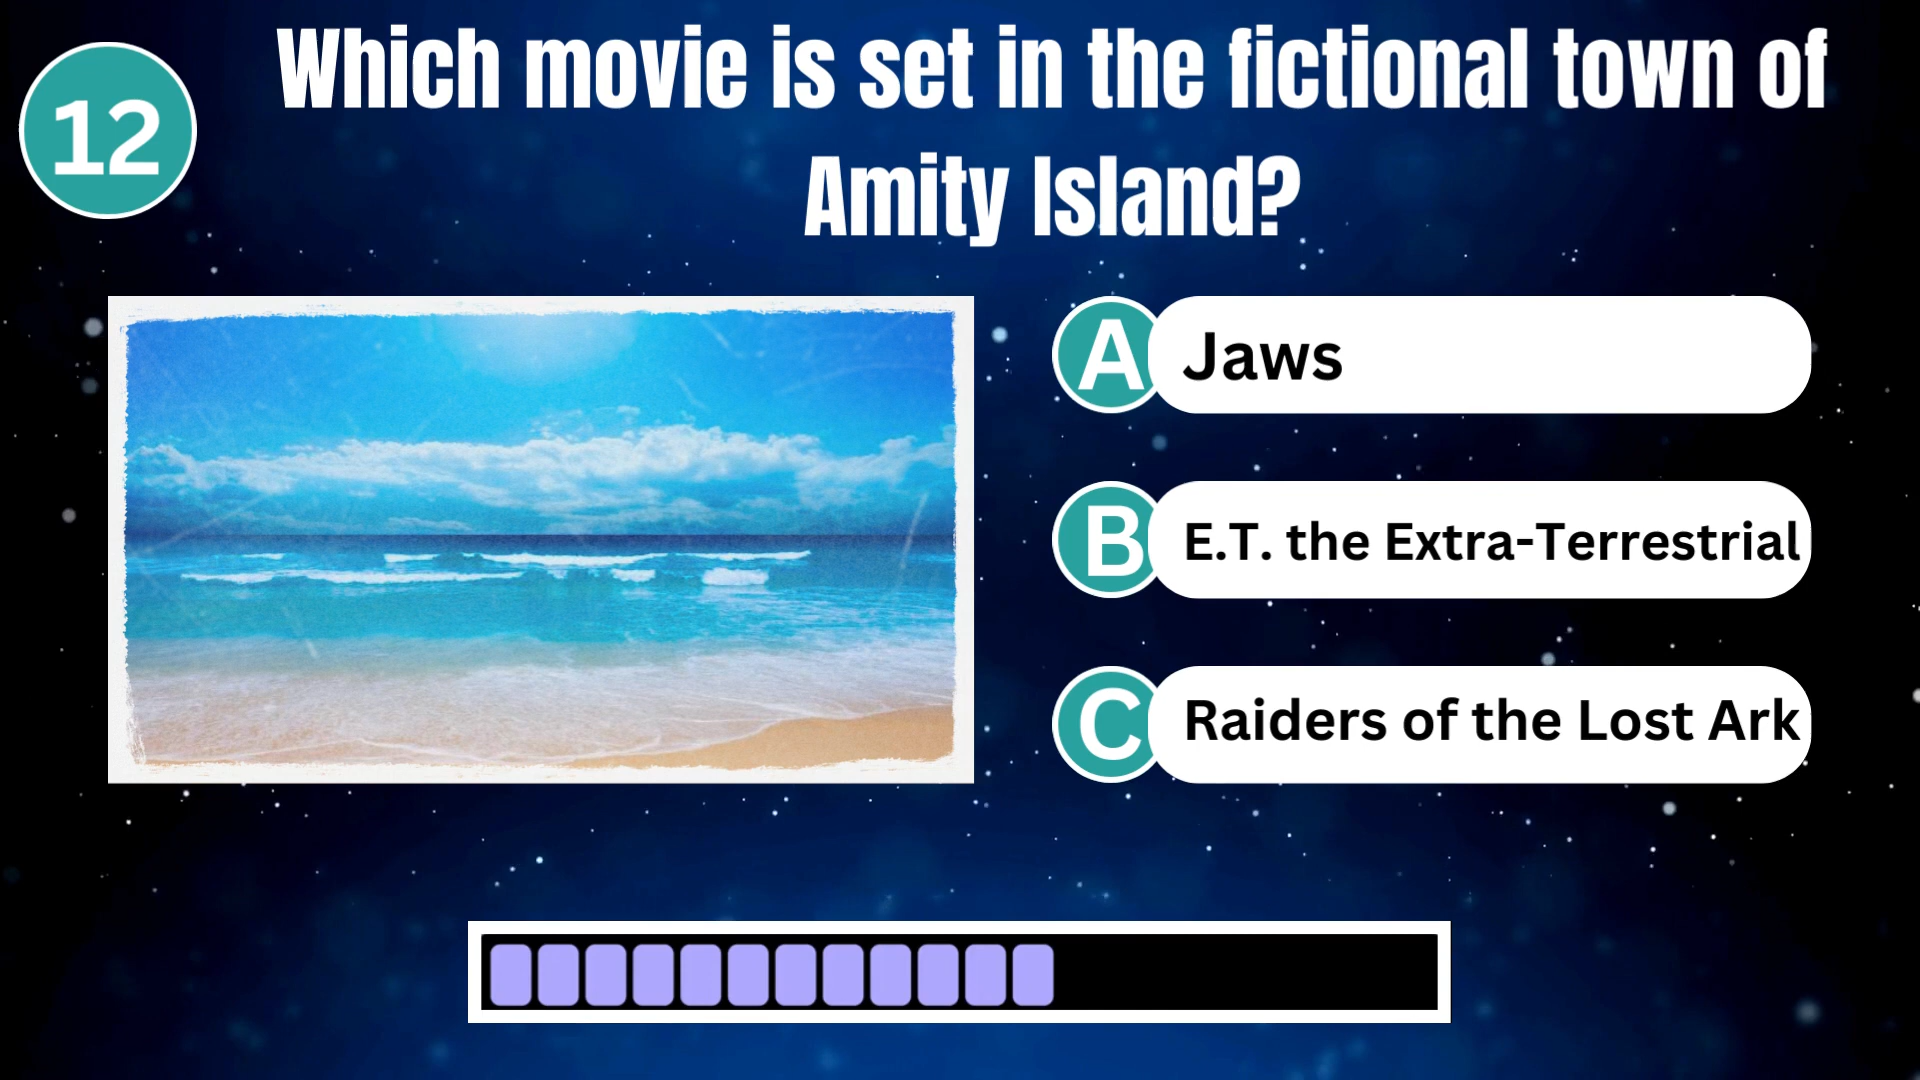 12
Which movie is set in the fictional town of
Amity Island?
A Jaws
B E.T. the Extra-Terrestrial
C Raiders of the Lost Ark